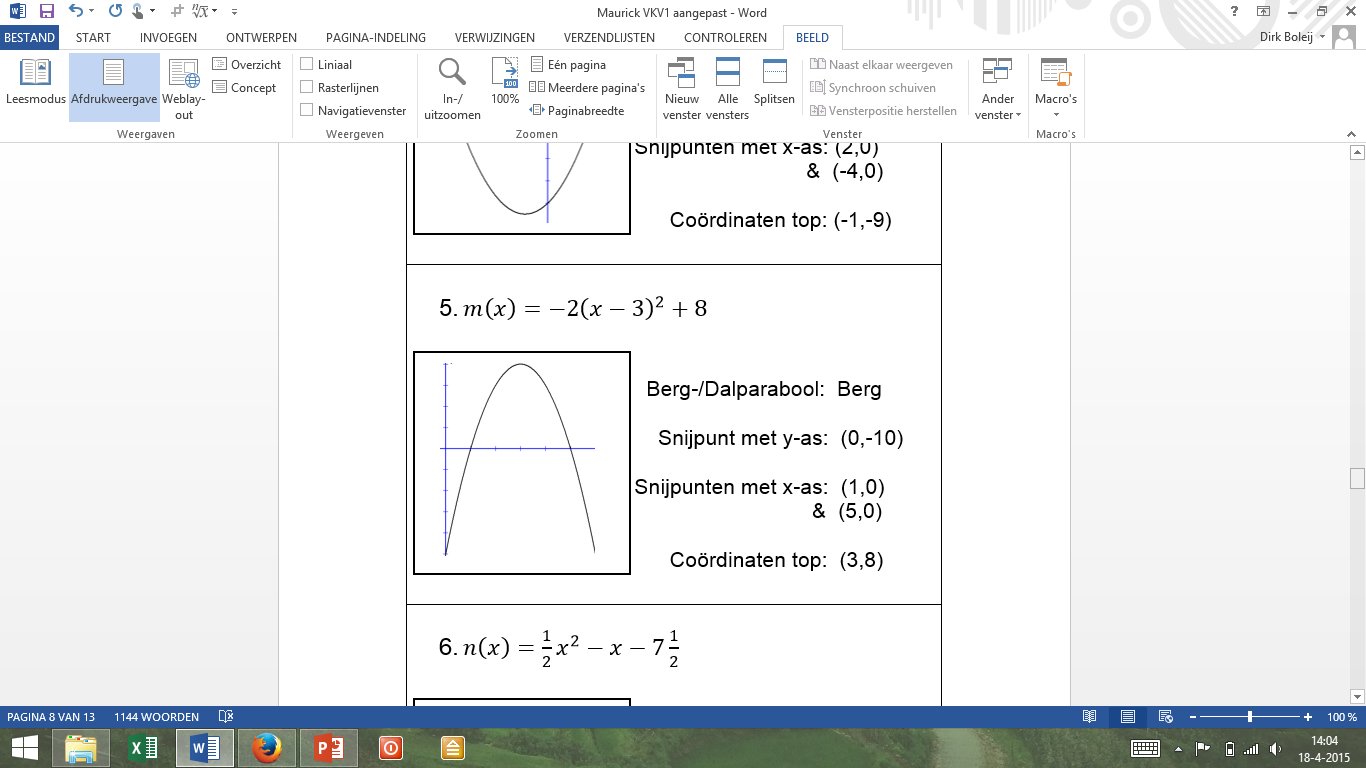 Maurick VKV1 aangepast - Word
BESTAND START INVOEGEN ONTWERPEN PAGINA-INDELING VERWIJZINGEN VERZENDLIJSTEN CONTROLEREN BEELD Dirk Boleij
Leesmodus
Afdrukweergave
Weblay-
out
Overzicht
Concept
Weergaven
Liniaal
Rasterlijnen
Navigatievenster
Weergeven
In-/
uitzoomen
100%
Eén pagina
Meerdere pagina's
Paginabreedte
Zoomen
Nieuw
venster
Alle
vensters
Splitsen
Naast elkaar weergeven
Synchroon schuiven
Vensterpositie herstellen
Venster
Ander
venster
Macro's
Macro's
Snijpunten met x-as: (2,0)
& (-4,0)
Coördinaten top: (-1,-9)
5. m(x) = −2(x − 3)² + 8
Berg-/Dalparabool: Berg
Snijpunt met y-as: (0,-10)
Snijpunten met x-as: (1,0)
& (5,0)
Coördinaten top: (3,8)
6. n(x) = ½x² − x − 7½
PAGINA 8 VAN 13 1144 WOORDEN 100 %
14:04
18-4-2015